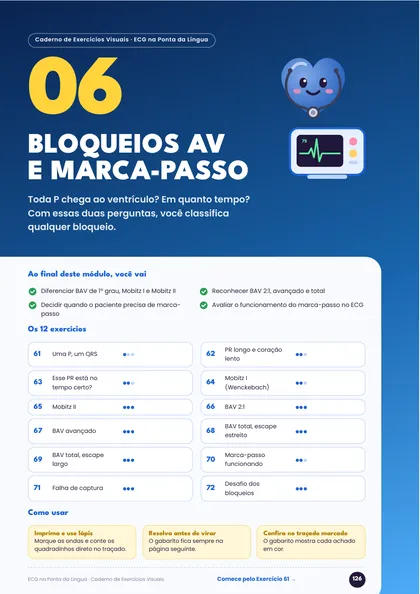 Caderno de Exercícios Visuais · ECG na Ponta da Língua
06
BLOQUEIOS AV
E MARCA-PASSO
Toda P chega ao ventrículo? Em quanto tempo?
Com essas duas perguntas, você classifica
qualquer bloqueio.
75
Ao final deste módulo, você vai
Diferenciar BAV de 1º grau, Mobitz I e Mobitz II
Reconhecer BAV 2:1, avançado e total
Decidir quando o paciente precisa de marca-
passo
Avaliar o funcionamento do marca-passo no ECG
Os 12 exercícios
61 Uma P, um QRS
62 PR longo e coração
lento
63 Esse PR está no
tempo certo?
64 Mobitz I
(Wenckebach)
65 Mobitz II
66 BAV 2:1
67 BAV avançado
68 BAV total, escape
estreito
69 BAV total, escape
largo
70 Marca-passo
funcionando
71 Falha de captura
72 Desafio dos
bloqueios
Como usar
Imprima e use lápis
Marque as ondas e conte os
quadradinhos direto no traçado.
Resolva antes de virar
O gabarito fica sempre na
página seguinte.
Confira no traçado marcado
O gabarito mostra cada achado
em cor.
ECG na Ponta da Língua · Caderno de Exercícios Visuais
Comece pelo Exercício 61 →
126